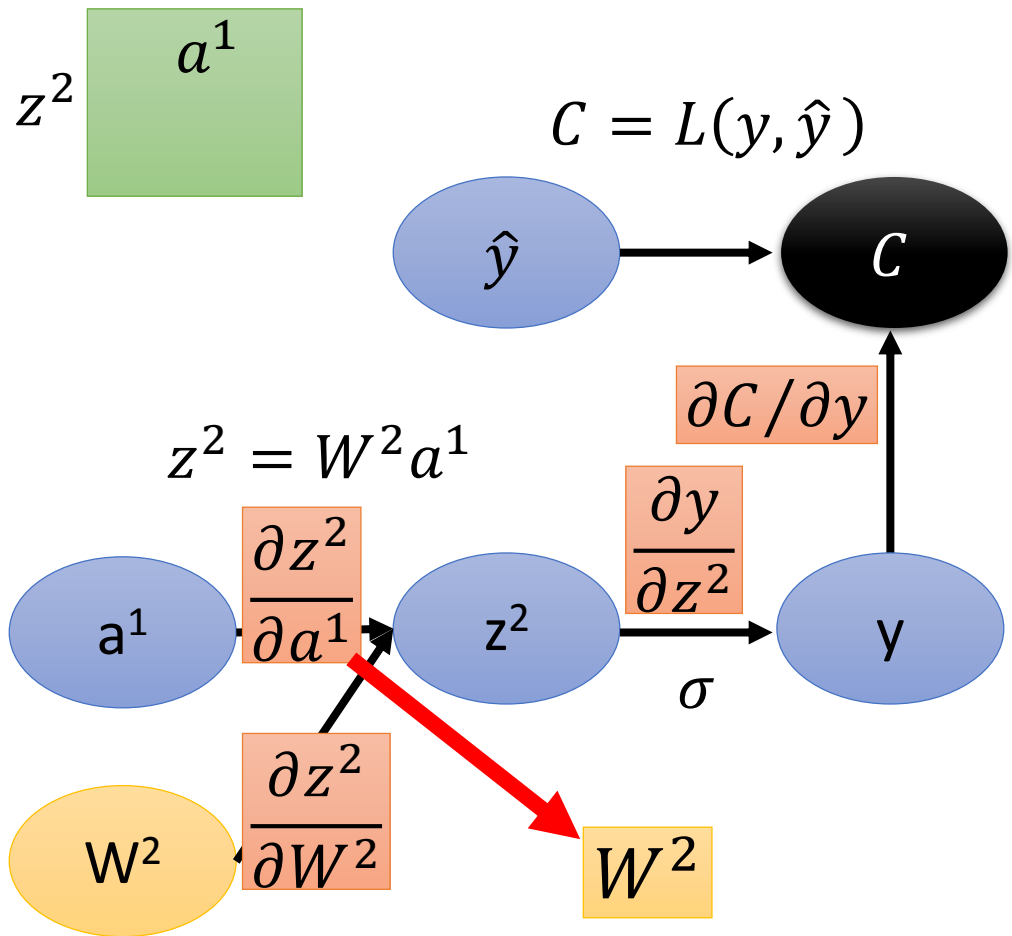 a¹
z²
C = L(y, ŷ)
ŷ
C
∂C/∂y
z² = W²a¹
∂y
∂z²
∂z²
∂a¹
a¹
z²
y
σ
∂z²
∂W²
W²
W²